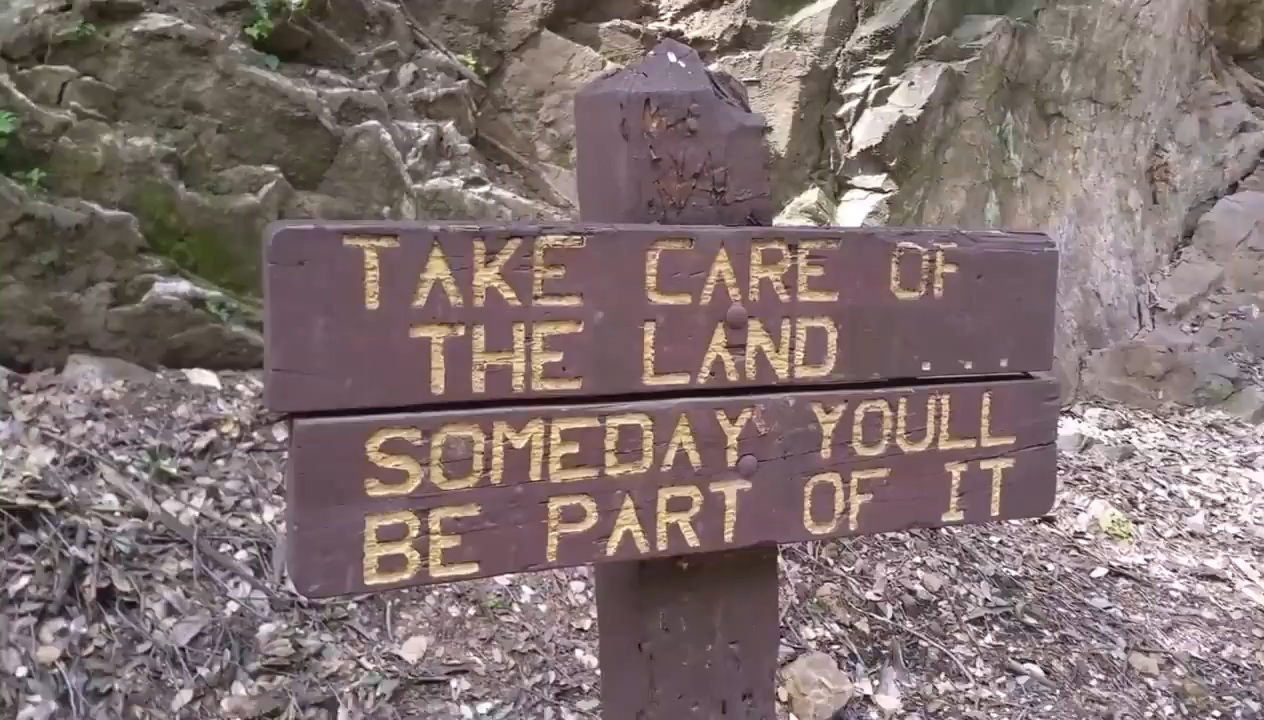 TAKE CARE OF
THE LAND ....
SOMEDAY YOULL
BE PART OF IT